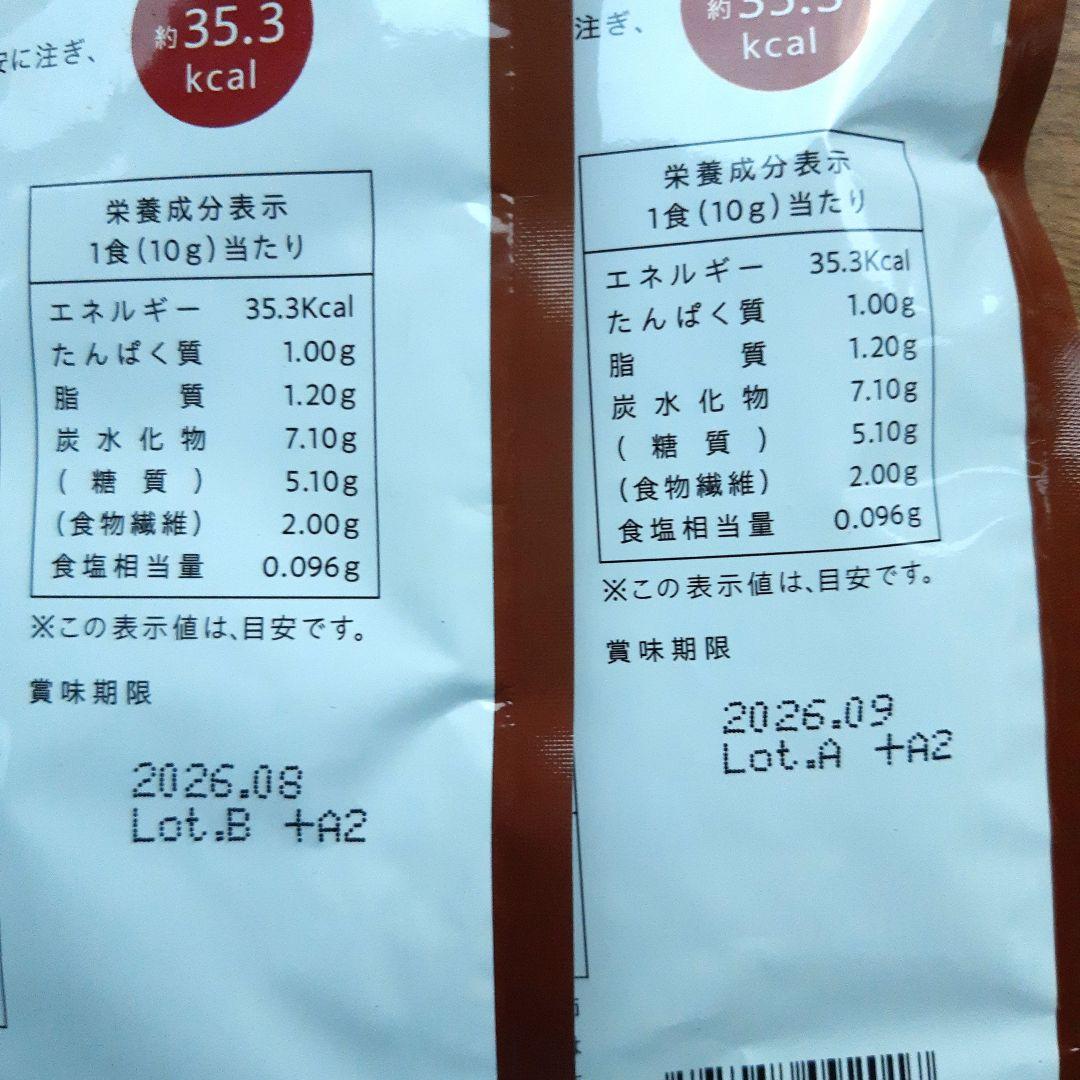 約35.3
kcal
に注ぎ、
栄養成分表示
1食(10g)当たり
エネルギー 35.3Kcal
たんぱく質 1.00g
脂質 1.20g
炭水化物 7.10g
(糖質) 5.10g
(食物繊維) 2.00g
食塩相当量 0.096g
※この表示値は、目安です。
賞味期限
2026.08
Lot.B +A2
約35.3
kcal
注ぎ、
栄養成分表示
1食(10g)当たり
エネルギー 35.3Kcal
たんぱく質 1.00g
脂質 1.20g
炭水化物 7.10g
(糖質) 5.10g
(食物繊維) 2.00g
食塩相当量 0.096g
※この表示値は、目安です。
賞味期限
2026.09
Lot.A +A2